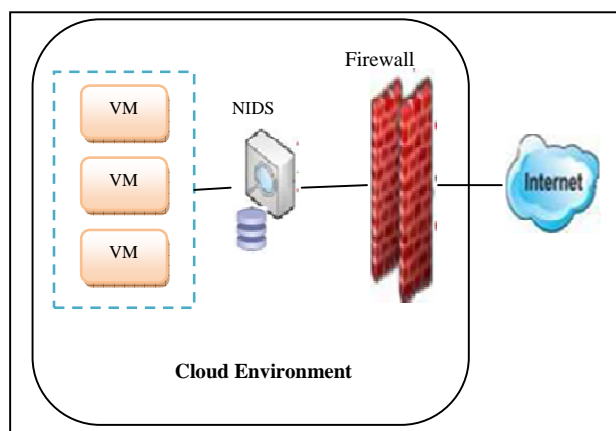 Firewall
NIDS
VM
VM
VM
Internet
Cloud Environment